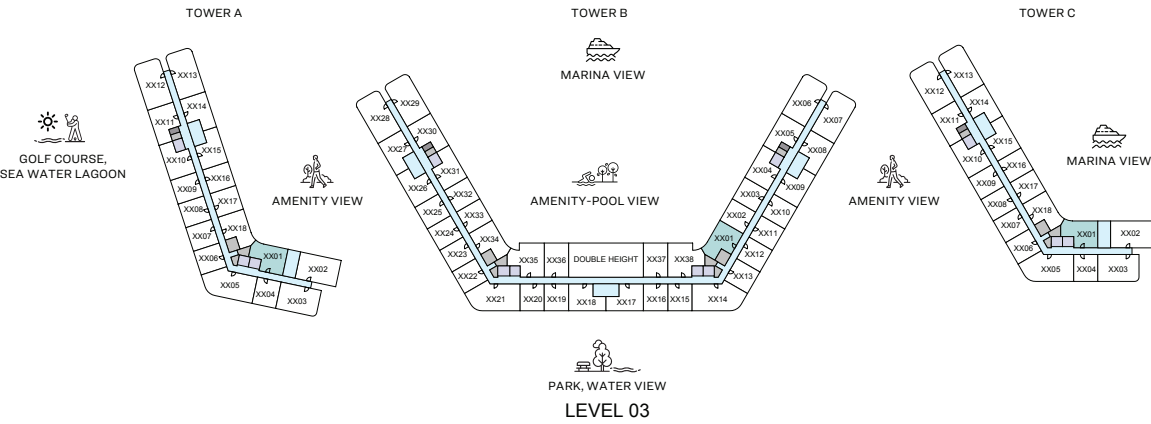 TOWER A
TOWER B
TOWER C
MARINA VIEW
GOLF COURSE,
SEA WATER LAGOON
AMENITY VIEW
AMENITY-POOL VIEW
AMENITY VIEW
MARINA VIEW
XX12
XX13
XX14
XX11
XX10
XX15
XX16
XX09
XX17
XX08
XX07
XX18
XX06
XX01
XX02
XX05
XX04
XX03
XX29
XX28
XX30
XX27
XX31
XX26
XX32
XX25
XX33
XX24
XX34
XX23
XX22
XX35
XX36
DOUBLE HEIGHT
XX37
XX38
XX21
XX20
XX19
XX18
XX17
XX16
XX15
XX14
XX06
XX07
XX05
XX08
XX04
XX09
XX03
XX10
XX02
XX11
XX01
XX12
XX13
XX13
XX12
XX14
XX11
XX15
XX10
XX16
XX09
XX17
XX08
XX18
XX07
XX06
XX01
XX02
XX05
XX04
XX03
PARK, WATER VIEW
LEVEL 03